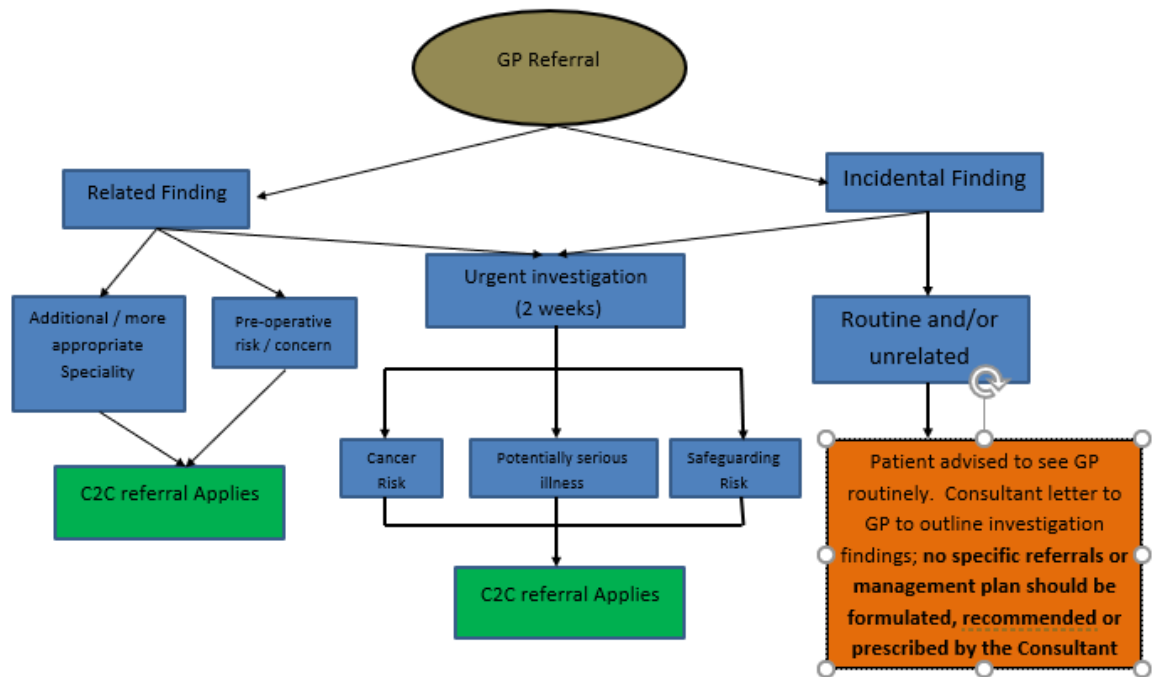 GP Referral
Related Finding
Incidental Finding
Urgent investigation
(2 weeks)
Additional / more
appropriate
Speciality
Pre-operative
risk / concern
Routine and/or
unrelated
Cancer
Risk
Potentially serious
illness
Safeguarding
Risk
C2C referral Applies
C2C referral Applies
Patient advised to see GP
routinely.  Consultant letter to
GP to outline investigation
findings; no specific referrals or
management plan should be
formulated, recommended or
prescribed by the Consultant